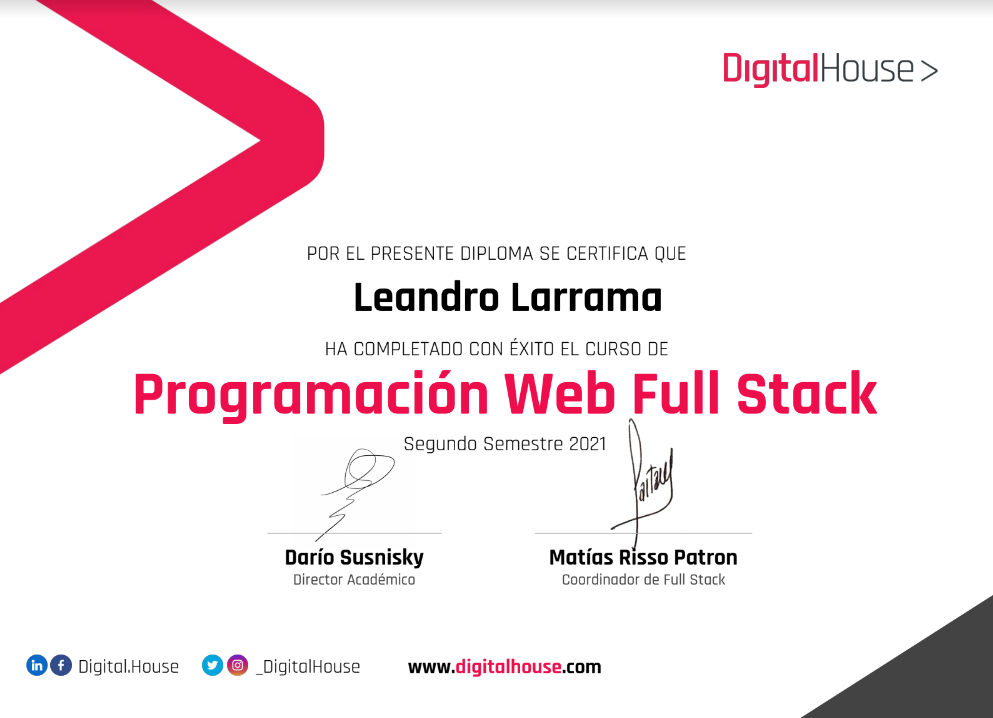 DigitalHouse >
POR EL PRESENTE DIPLOMA SE CERTIFICA QUE
Leandro Larrama
HA COMPLETADO CON ÉXITO EL CURSO DE
Programación Web Full Stack
Segundo Semestre 2021
Darío Susnisky
Director Académico
Matías Risso Patron
Coordinador de Full Stack
Digital.House
_DigitalHouse
www.digitalhouse.com